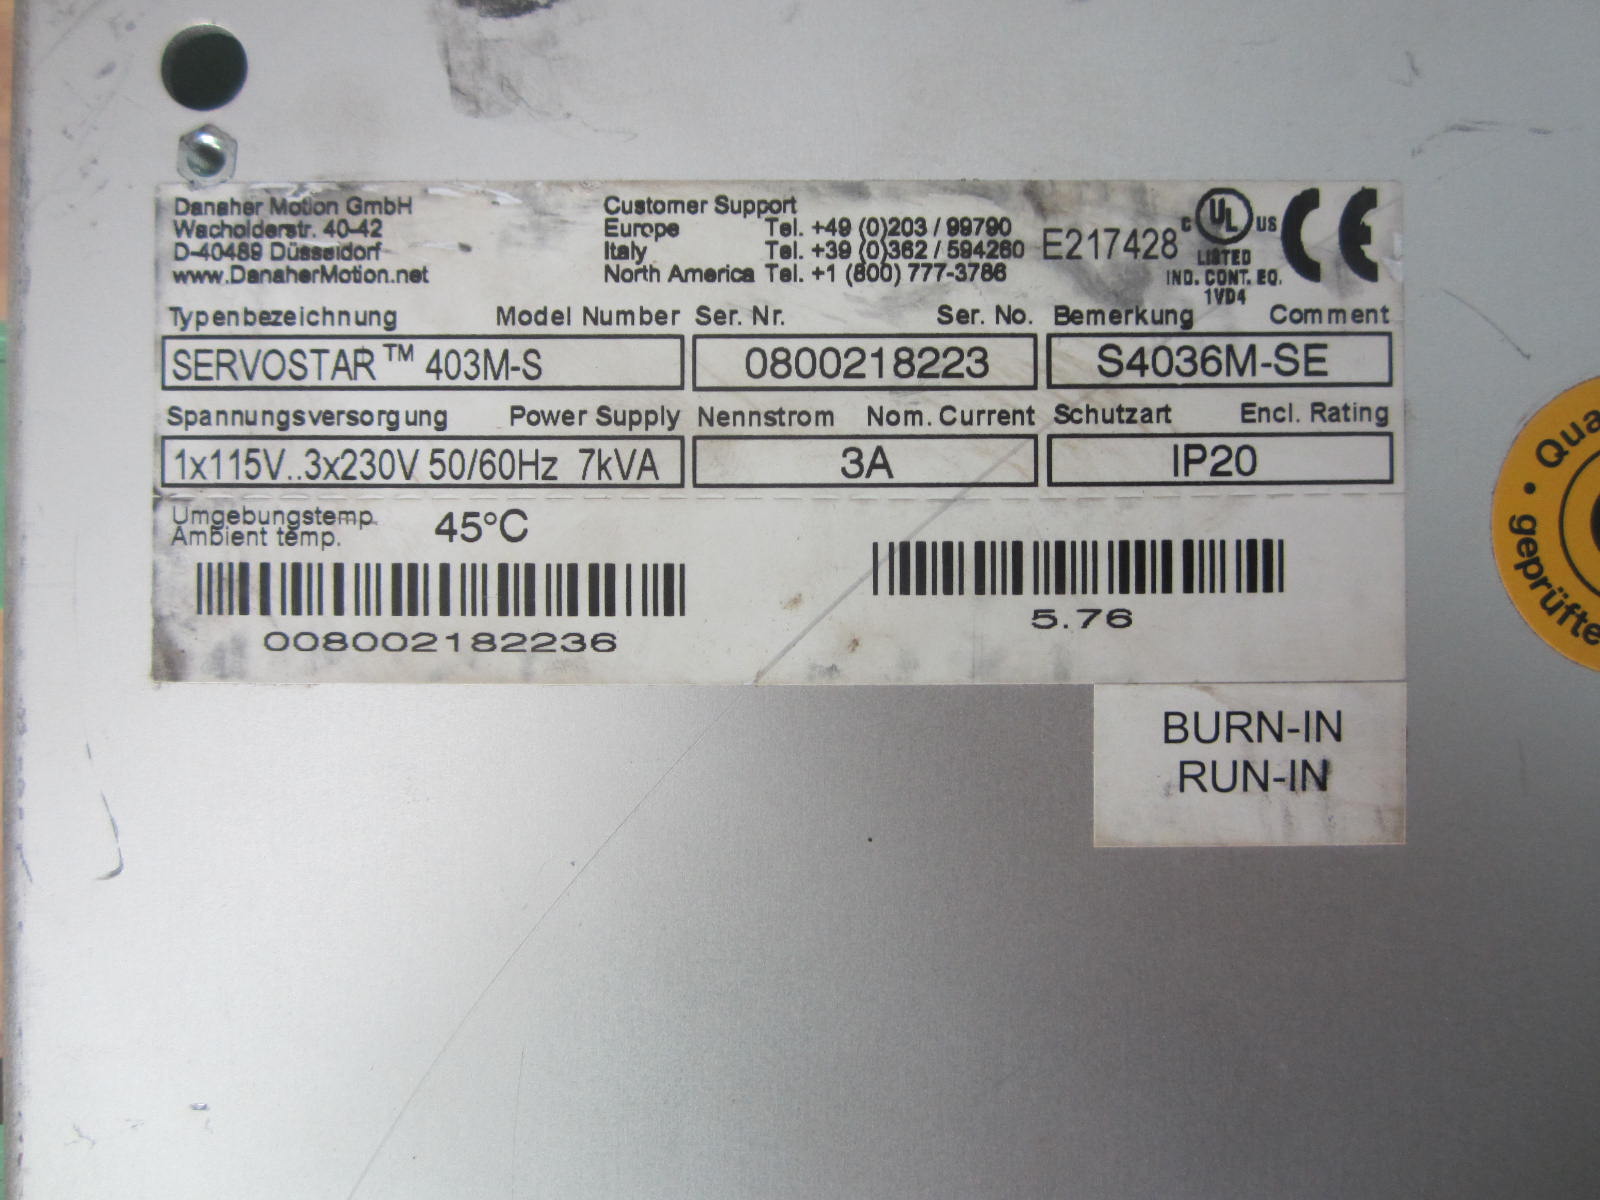 Danaher Motion GmbH
Wacholderstr. 40-42
D-40489 Düsseldorf
www.DanaherMotion.net
Customer Support
Europe Tel. +49 (0)203 / 99790
Italy Tel. +39 (0)362 / 594260
North America Tel. +1 (800) 777-3786
E217428
C UL US
LISTED
IND. CONT. EQ.
1VD4
CE
Typenbezeichnung Model Number Ser. Nr. Ser. No. Bemerkung Comment
SERVOSTAR™ 403M-S 0800218223 S4036M-SE
Spannungsversorgung Power Supply Nennstrom Nom. Current Schutzart Encl. Rating
1x115V..3x230V 50/60Hz 7kVA 3A IP20
Umgebungstemp. 45°C
Ambient temp.
008002182236
5.76
BURN-IN
RUN-IN
geprüfte